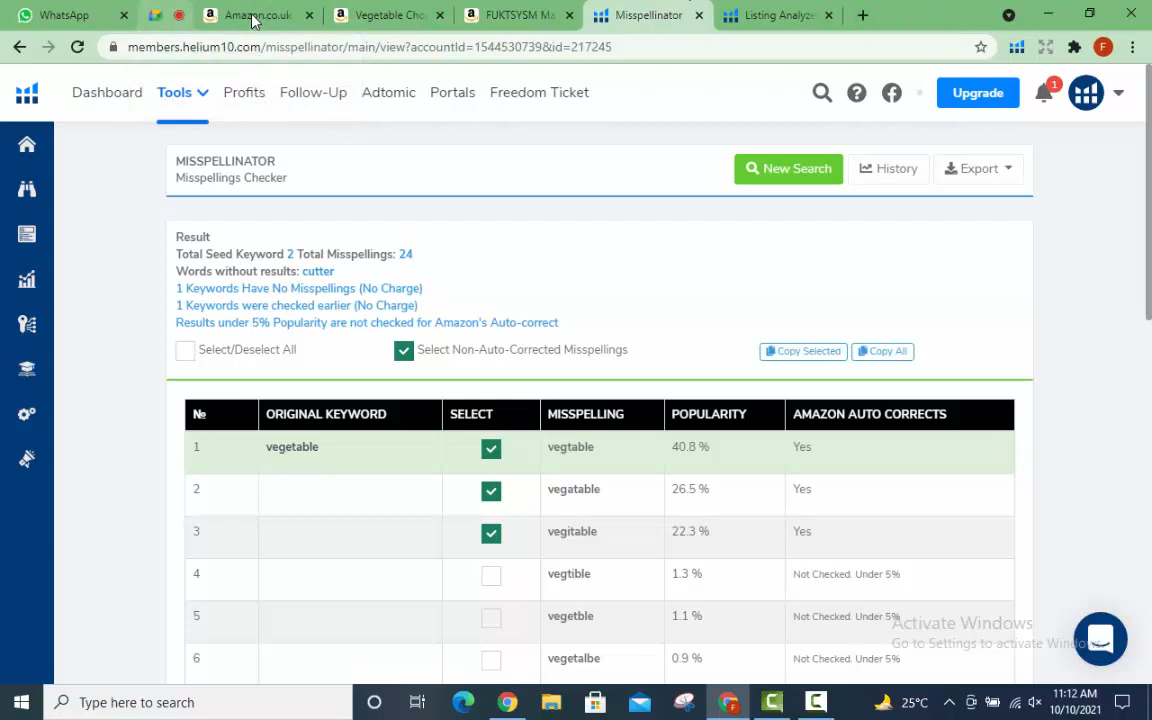 WhatsApp
Amazon.co.uk
Vegetable Cho
FUKTSYSM Ma
Misspellinator
Listing Analyze
members.helium10.com/misspellinator/main/view?accountId=1544530739&id=217245
F
Dashboard Tools Profits Follow-Up Adtomic Portals Freedom Ticket
Upgrade
1
MISSPELLINATOR
Misspellings Checker
New Search History Export
Result
Total Seed Keyword 2 Total Misspellings: 24
Words without results: cutter
1 Keywords Have No Misspellings (No Charge)
1 Keywords were checked earlier (No Charge)
Results under 5% Popularity are not checked for Amazon's Auto-correct
Select/Deselect All Select Non-Auto-Corrected Misspellings Copy Selected Copy All
№ ORIGINAL KEYWORD SELECT MISSPELLING POPULARITY AMAZON AUTO CORRECTS
1 vegetable vegtable 40.8 % Yes
2 vegatable 26.5 % Yes
3 vegitable 22.3 % Yes
4 vegtible 1.3 % Not Checked. Under 5%
5 vegetble 1.1 % Not Checked. Under 5%
6 vegetalbe 0.9 % Not Checked. Under 5%
Activate Windows
Go to Settings to activate Windows.
Type here to search
25°C
11:12 AM
10/10/2021